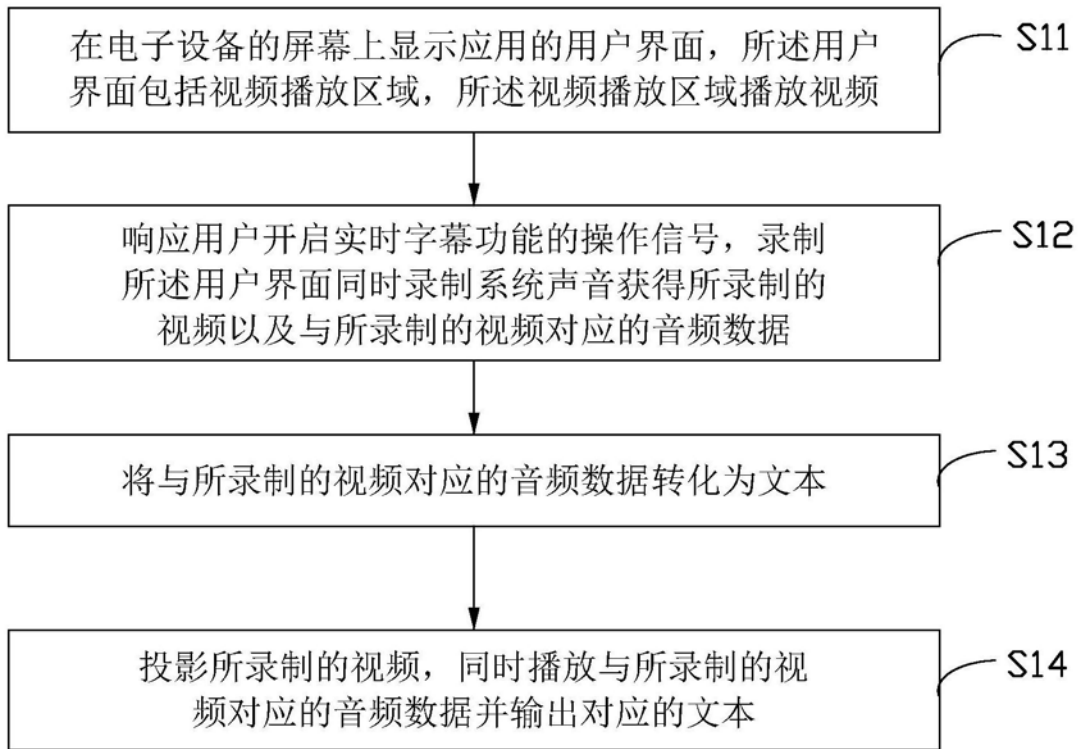 在电子设备的屏幕上显示应用的用户界面，所述用户
界面包括视频播放区域，所述视频播放区域播放视频
S11
响应用户开启实时字幕功能的操作信号，录制
所述用户界面同时录制系统声音获得所录制的
视频以及与所录制的视频对应的音频数据
S12
将与所录制的视频对应的音频数据转化为文本
S13
投影所录制的视频，同时播放与所录制的视
频对应的音频数据并输出对应的文本
S14